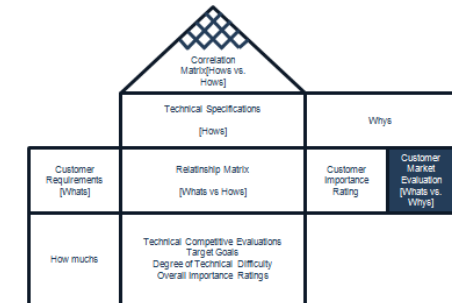 Correlation
Matrix[Hows vs.
Hows]
Technical Specifications
[Hows]
Whys
Customer
Requirements
[Whats]
Relatinship Matrix
[Whats vs Hows]
Customer
Importance
Rating
Customer
Market
Evaluation
[Whats vs.
Whys]
How muchs
Technical Competitive Evaluations
Target Goals
Degree of Technical Difficulty
Overall Importance Ratings